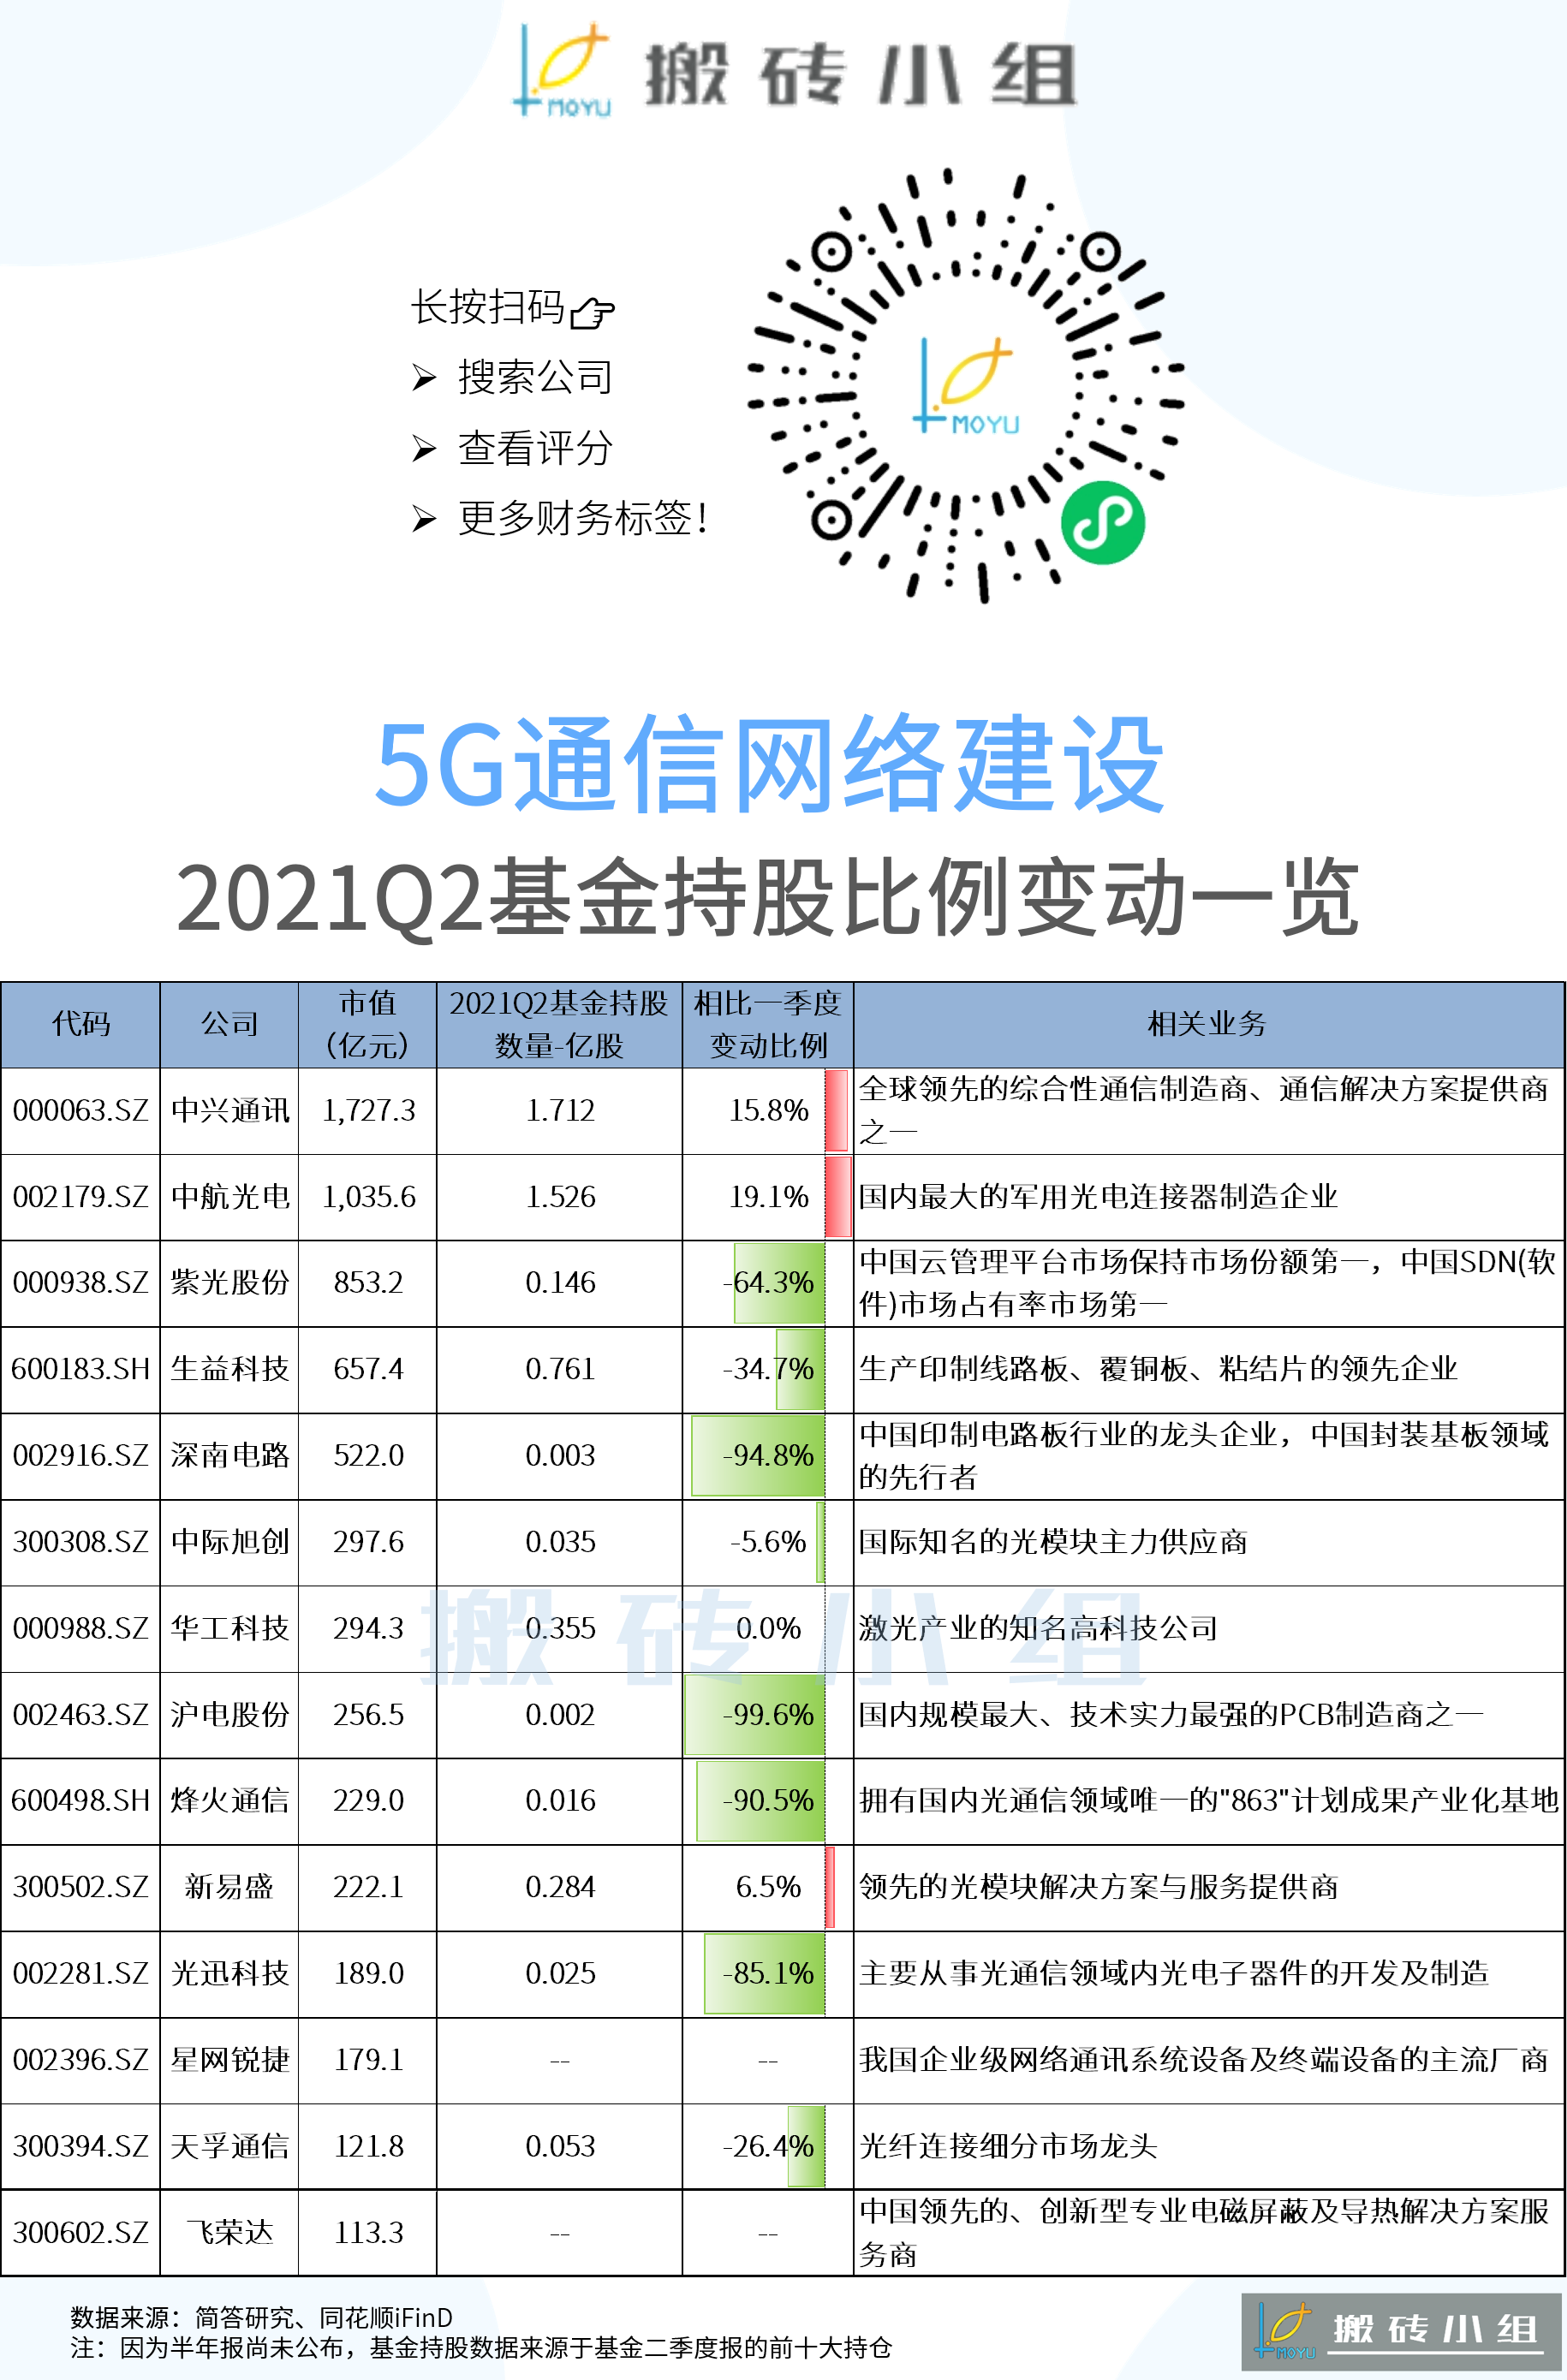 MOYU 搬砖小组
长按扫码
搜索公司
查看评分
更多财务标签！
MOYU
5G通信网络建设
2021Q2基金持股比例变动一览
代码 公司 市值（亿元） 2021Q2基金持股数量-亿股 相比一季度变动比例 相关业务
000063.SZ 中兴通讯 1,727.3 1.712 15.8% 全球领先的综合性通信制造商、通信解决方案提供商
之一
002179.SZ 中航光电 1,035.6 1.526 19.1% 国内最大的军用光电连接器制造企业
000938.SZ 紫光股份 853.2 0.146 -64.3% 中国云管理平台市场保持市场份额第一，中国SDN(软
件)市场占有率市场第一
600183.SH 生益科技 657.4 0.761 -34.7% 生产印制线路板、覆铜板、粘结片的领先企业
002916.SZ 深南电路 522.0 0.003 -94.8% 中国印制电路板行业的龙头企业，中国封装基板领域
的先行者
300308.SZ 中际旭创 297.6 0.035 -5.6% 国际知名的光模块主力供应商
000988.SZ 华工科技 294.3 0.355 0.0% 激光产业的知名高科技公司
搬砖小组
002463.SZ 沪电股份 256.5 0.002 -99.6% 国内规模最大、技术实力最强的PCB制造商之一
600498.SH 烽火通信 229.0 0.016 -90.5% 拥有国内光通信领域唯一的"863"计划成果产业化基地
300502.SZ 新易盛 222.1 0.284 6.5% 领先的光模块解决方案与服务提供商
002281.SZ 光迅科技 189.0 0.025 -85.1% 主要从事光通信领域内光电子器件的开发及制造
002396.SZ 星网锐捷 179.1 -- -- 我国企业级网络通讯系统设备及终端设备的主流厂商
300394.SZ 天孚通信 121.8 0.053 -26.4% 光纤连接细分市场龙头
300602.SZ 飞荣达 113.3 -- -- 中国领先的、创新型专业电磁屏蔽及导热解决方案服
务商
数据来源：简答研究、同花顺iFinD
注：因为半年报尚未公布，基金持股数据来源于基金二季度报的前十大持仓
MOYU 搬砖小组